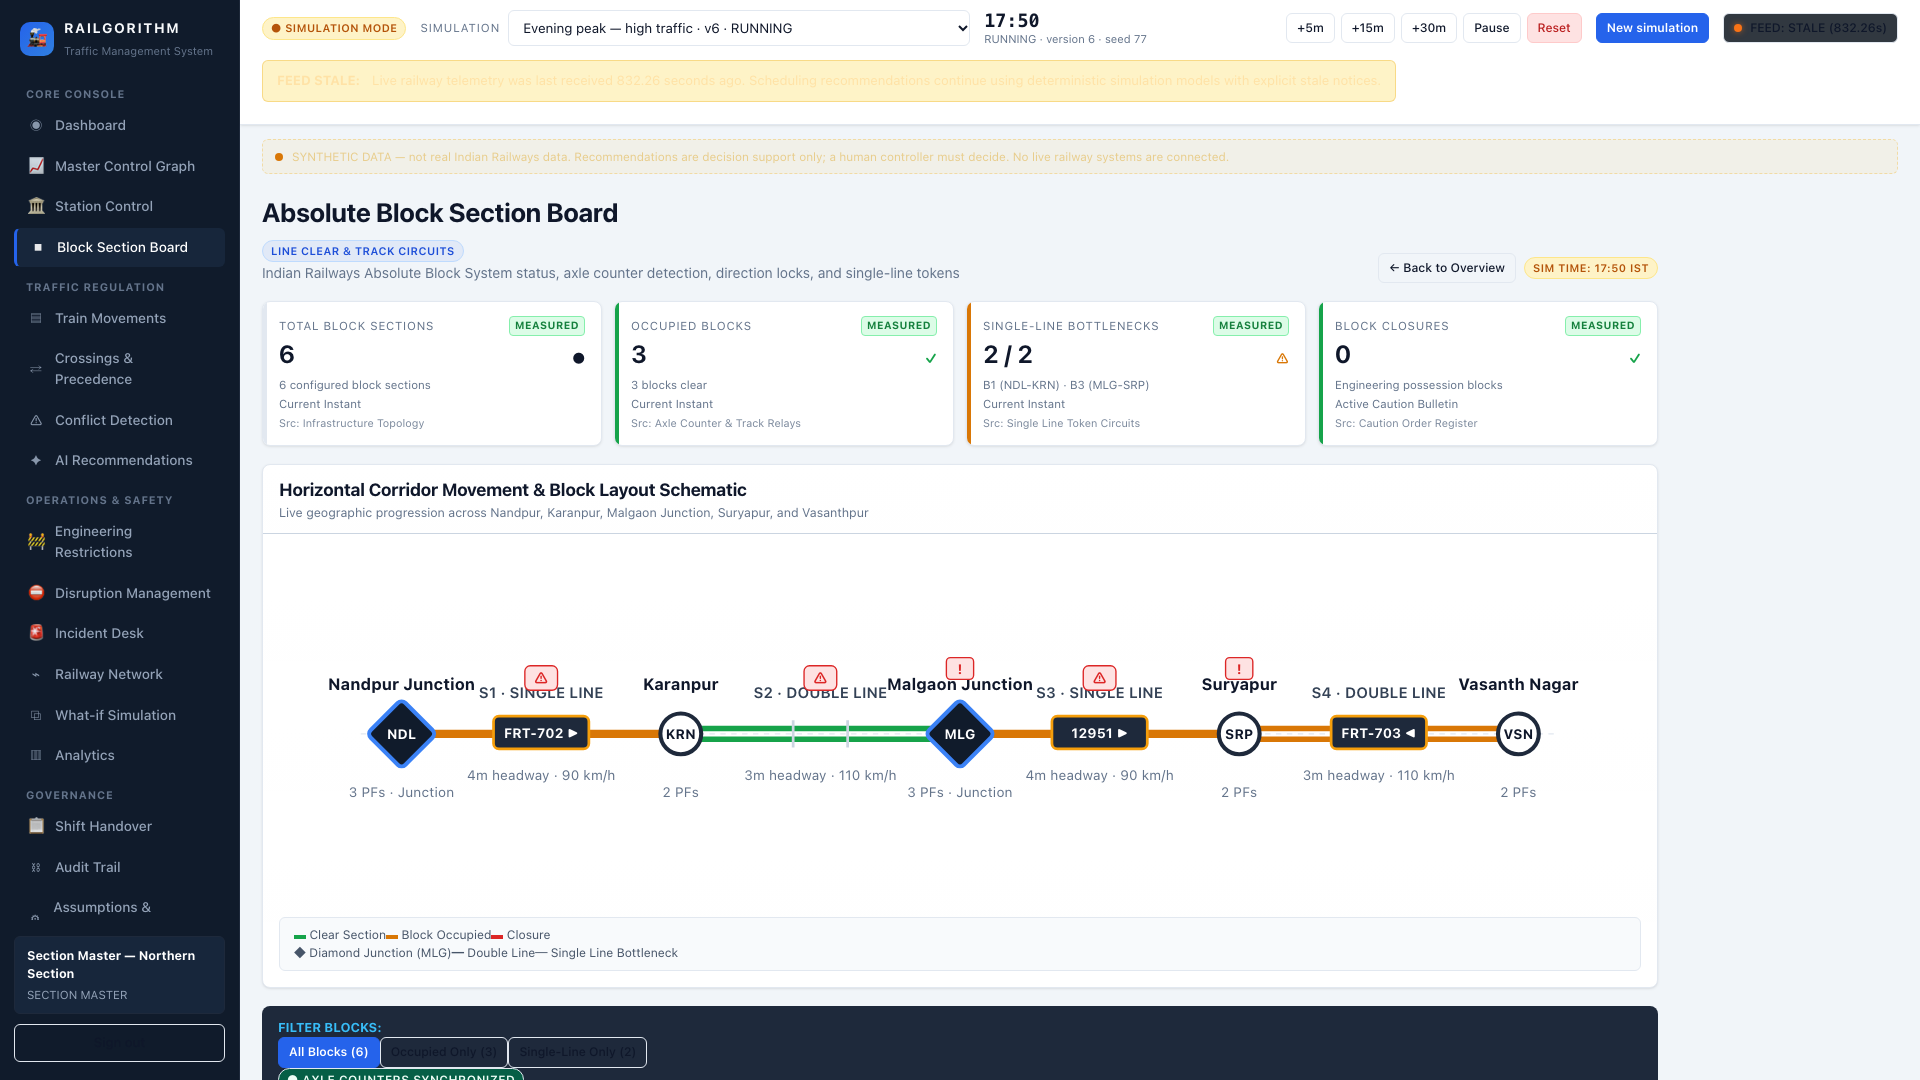 RAILGORITHM
Traffic Management System
CORE CONSOLE
Dashboard
Master Control Graph
Station Control
Block Section Board
TRAFFIC REGULATION
Train Movements
Crossings &
Precedence
Conflict Detection
AI Recommendations
OPERATIONS & SAFETY
Engineering
Restrictions
Disruption Management
Incident Desk
Railway Network
What-if Simulation
Analytics
GOVERNANCE
Shift Handover
Audit Trail
Assumptions &
Section Master — Northern
Section
SECTION MASTER
SIMULATION MODE
SIMULATION
Evening peak — high traffic · v6 · RUNNING
17:50
RUNNING · version 6 · seed 77
+5m
+15m
+30m
Pause
Reset
New simulation
FEED: STALE (832.26s)
FEED STALE: Live railway telemetry was last received 832.26 seconds ago. Scheduling recommendations continue using deterministic simulation models with explicit stale notices.
SYNTHETIC DATA — not real Indian Railways data. Recommendations are decision support only; a human controller must decide. No live railway systems are connected.
Absolute Block Section Board
LINE CLEAR & TRACK CIRCUITS
Indian Railways Absolute Block System status, axle counter detection, direction locks, and single-line tokens
← Back to Overview
SIM TIME: 17:50 IST
TOTAL BLOCK SECTIONS
MEASURED
6
6 configured block sections
Current Instant
Src: Infrastructure Topology
OCCUPIED BLOCKS
MEASURED
3
3 blocks clear
Current Instant
Src: Axle Counter & Track Relays
SINGLE-LINE BOTTLENECKS
MEASURED
2 / 2
B1 (NDL-KRN) · B3 (MLG-SRP)
Current Instant
Src: Single Line Token Circuits
BLOCK CLOSURES
MEASURED
0
Engineering possession blocks
Active Caution Bulletin
Src: Caution Order Register
Horizontal Corridor Movement & Block Layout Schematic
Live geographic progression across Nandpur, Karanpur, Malgaon Junction, Suryapur, and Vasanthpur
Nandpur Junction
S1 · SINGLE LINE
Karanpur
S2 · DOUBLE LINE
Malgaon Junction
S3 · SINGLE LINE
Suryapur
S4 · DOUBLE LINE
Vasanth Nagar
NDL
FRT-702 ►
KRN
MLG
12951 ►
SRP
FRT-703 ◄
VSN
4m headway · 90 km/h
3m headway · 110 km/h
4m headway · 90 km/h
3m headway · 110 km/h
3 PFs · Junction
2 PFs
3 PFs · Junction
2 PFs
2 PFs
Clear Section Block Occupied Closure
◆ Diamond Junction (MLG) — Double Line — Single Line Bottleneck
FILTER BLOCKS:
All Blocks (6)
Occupied Only (3)
Single-Line Only (2)
AXLE COUNTERS SYNCHRONIZED